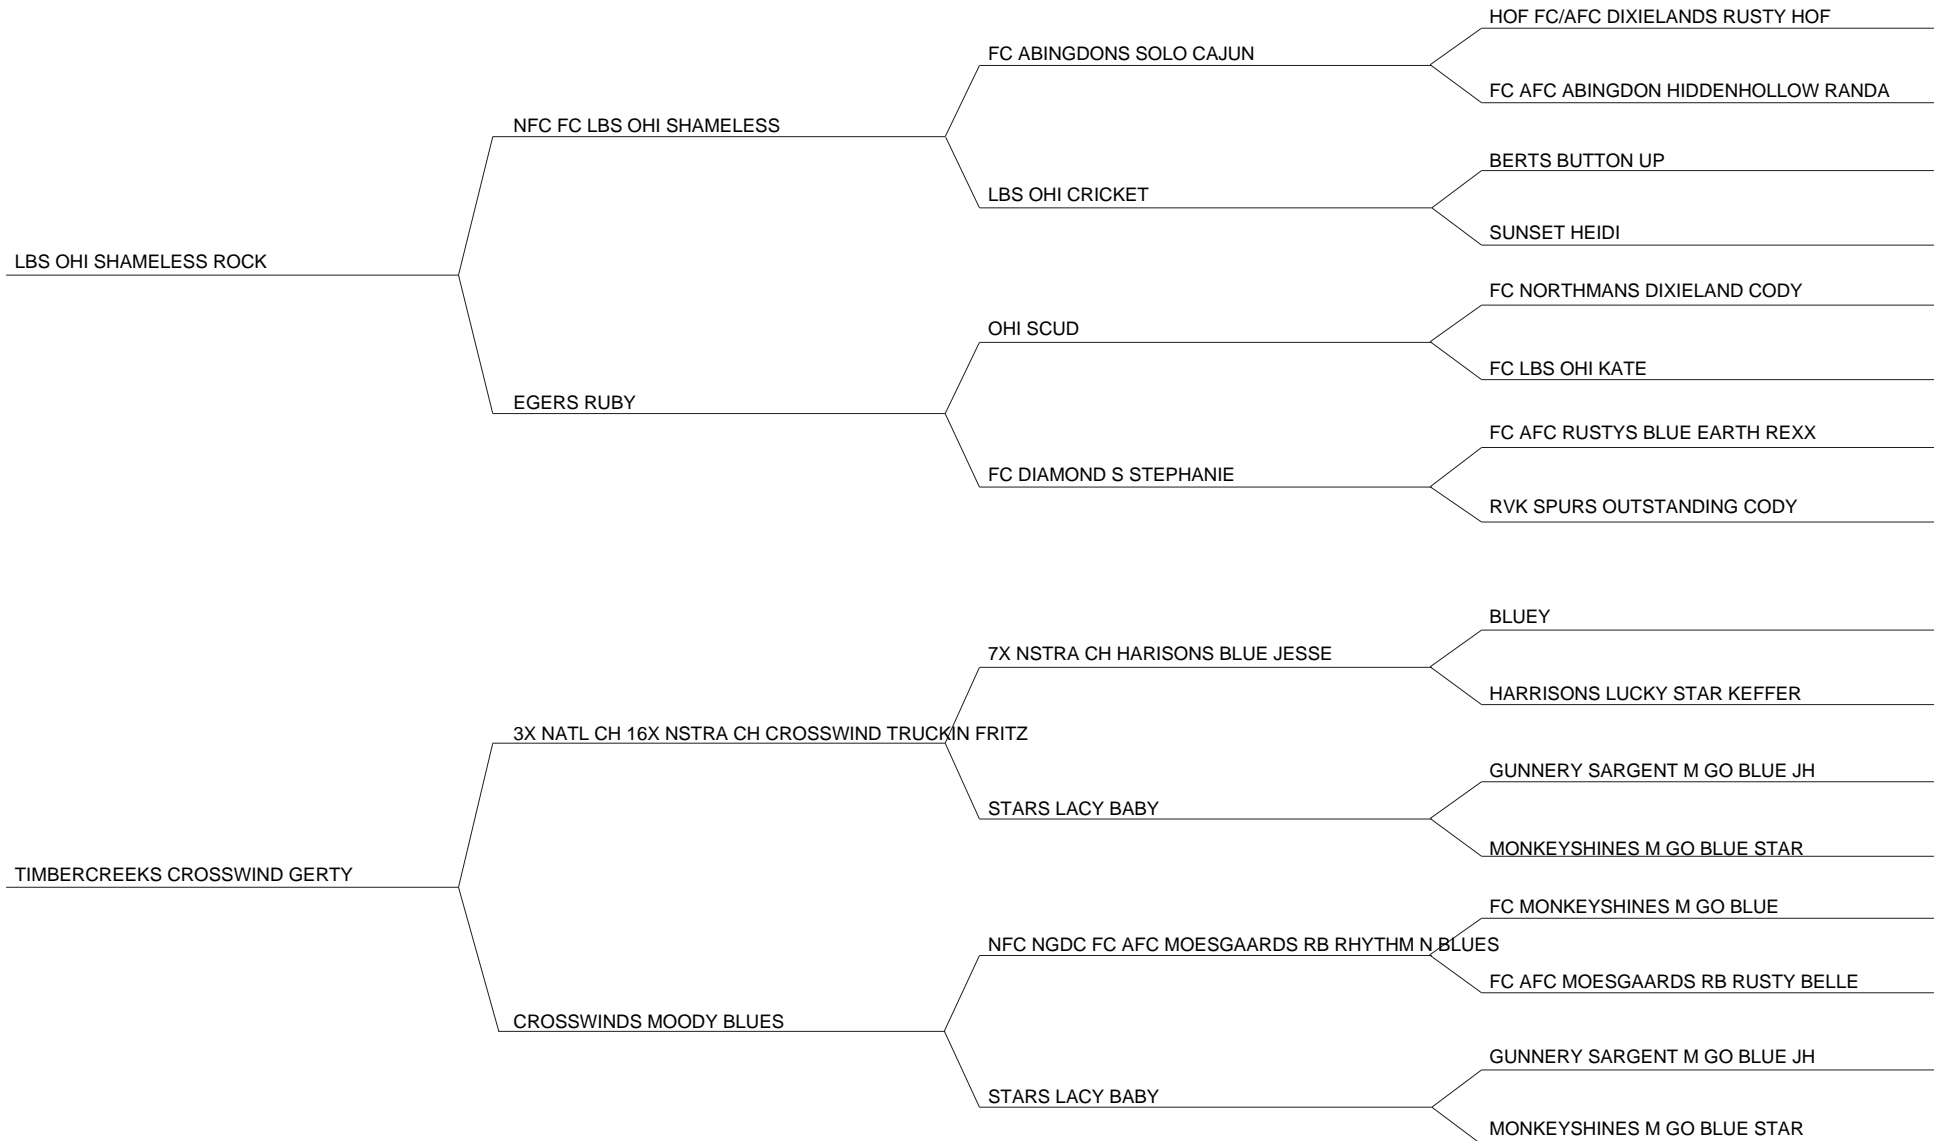 HOF FC/AFC DIXIELANDS RUSTY HOF
FC ABINGDONS SOLO CAJUN
FC AFC ABINGDON HIDDENHOLLOW RANDA
NFC FC LBS OHI SHAMELESS
BERTS BUTTON UP
LBS OHI CRICKET
SUNSET HEIDI
LBS OHI SHAMELESS ROCK
FC NORTHMANS DIXIELAND CODY
OHI SCUD
FC LBS OHI KATE
EGERS RUBY
FC AFC RUSTYS BLUE EARTH REXX
FC DIAMOND S STEPHANIE
RVK SPURS OUTSTANDING CODY
BLUEY
7X NSTRA CH HARISONS BLUE JESSE
HARRISONS LUCKY STAR KEFFER
3X NATL CH 16X NSTRA CH CROSSWIND TRUCKIN FRITZ
GUNNERY SARGENT M GO BLUE JH
STARS LACY BABY
MONKEYSHINES M GO BLUE STAR
TIMBERCREEKS CROSSWIND GERTY
FC MONKEYSHINES M GO BLUE
NFC NGDC FC AFC MOESGAARDS RB RHYTHM N BLUES
FC AFC MOESGAARDS RB RUSTY BELLE
CROSSWINDS MOODY BLUES
GUNNERY SARGENT M GO BLUE JH
STARS LACY BABY
MONKEYSHINES M GO BLUE STAR